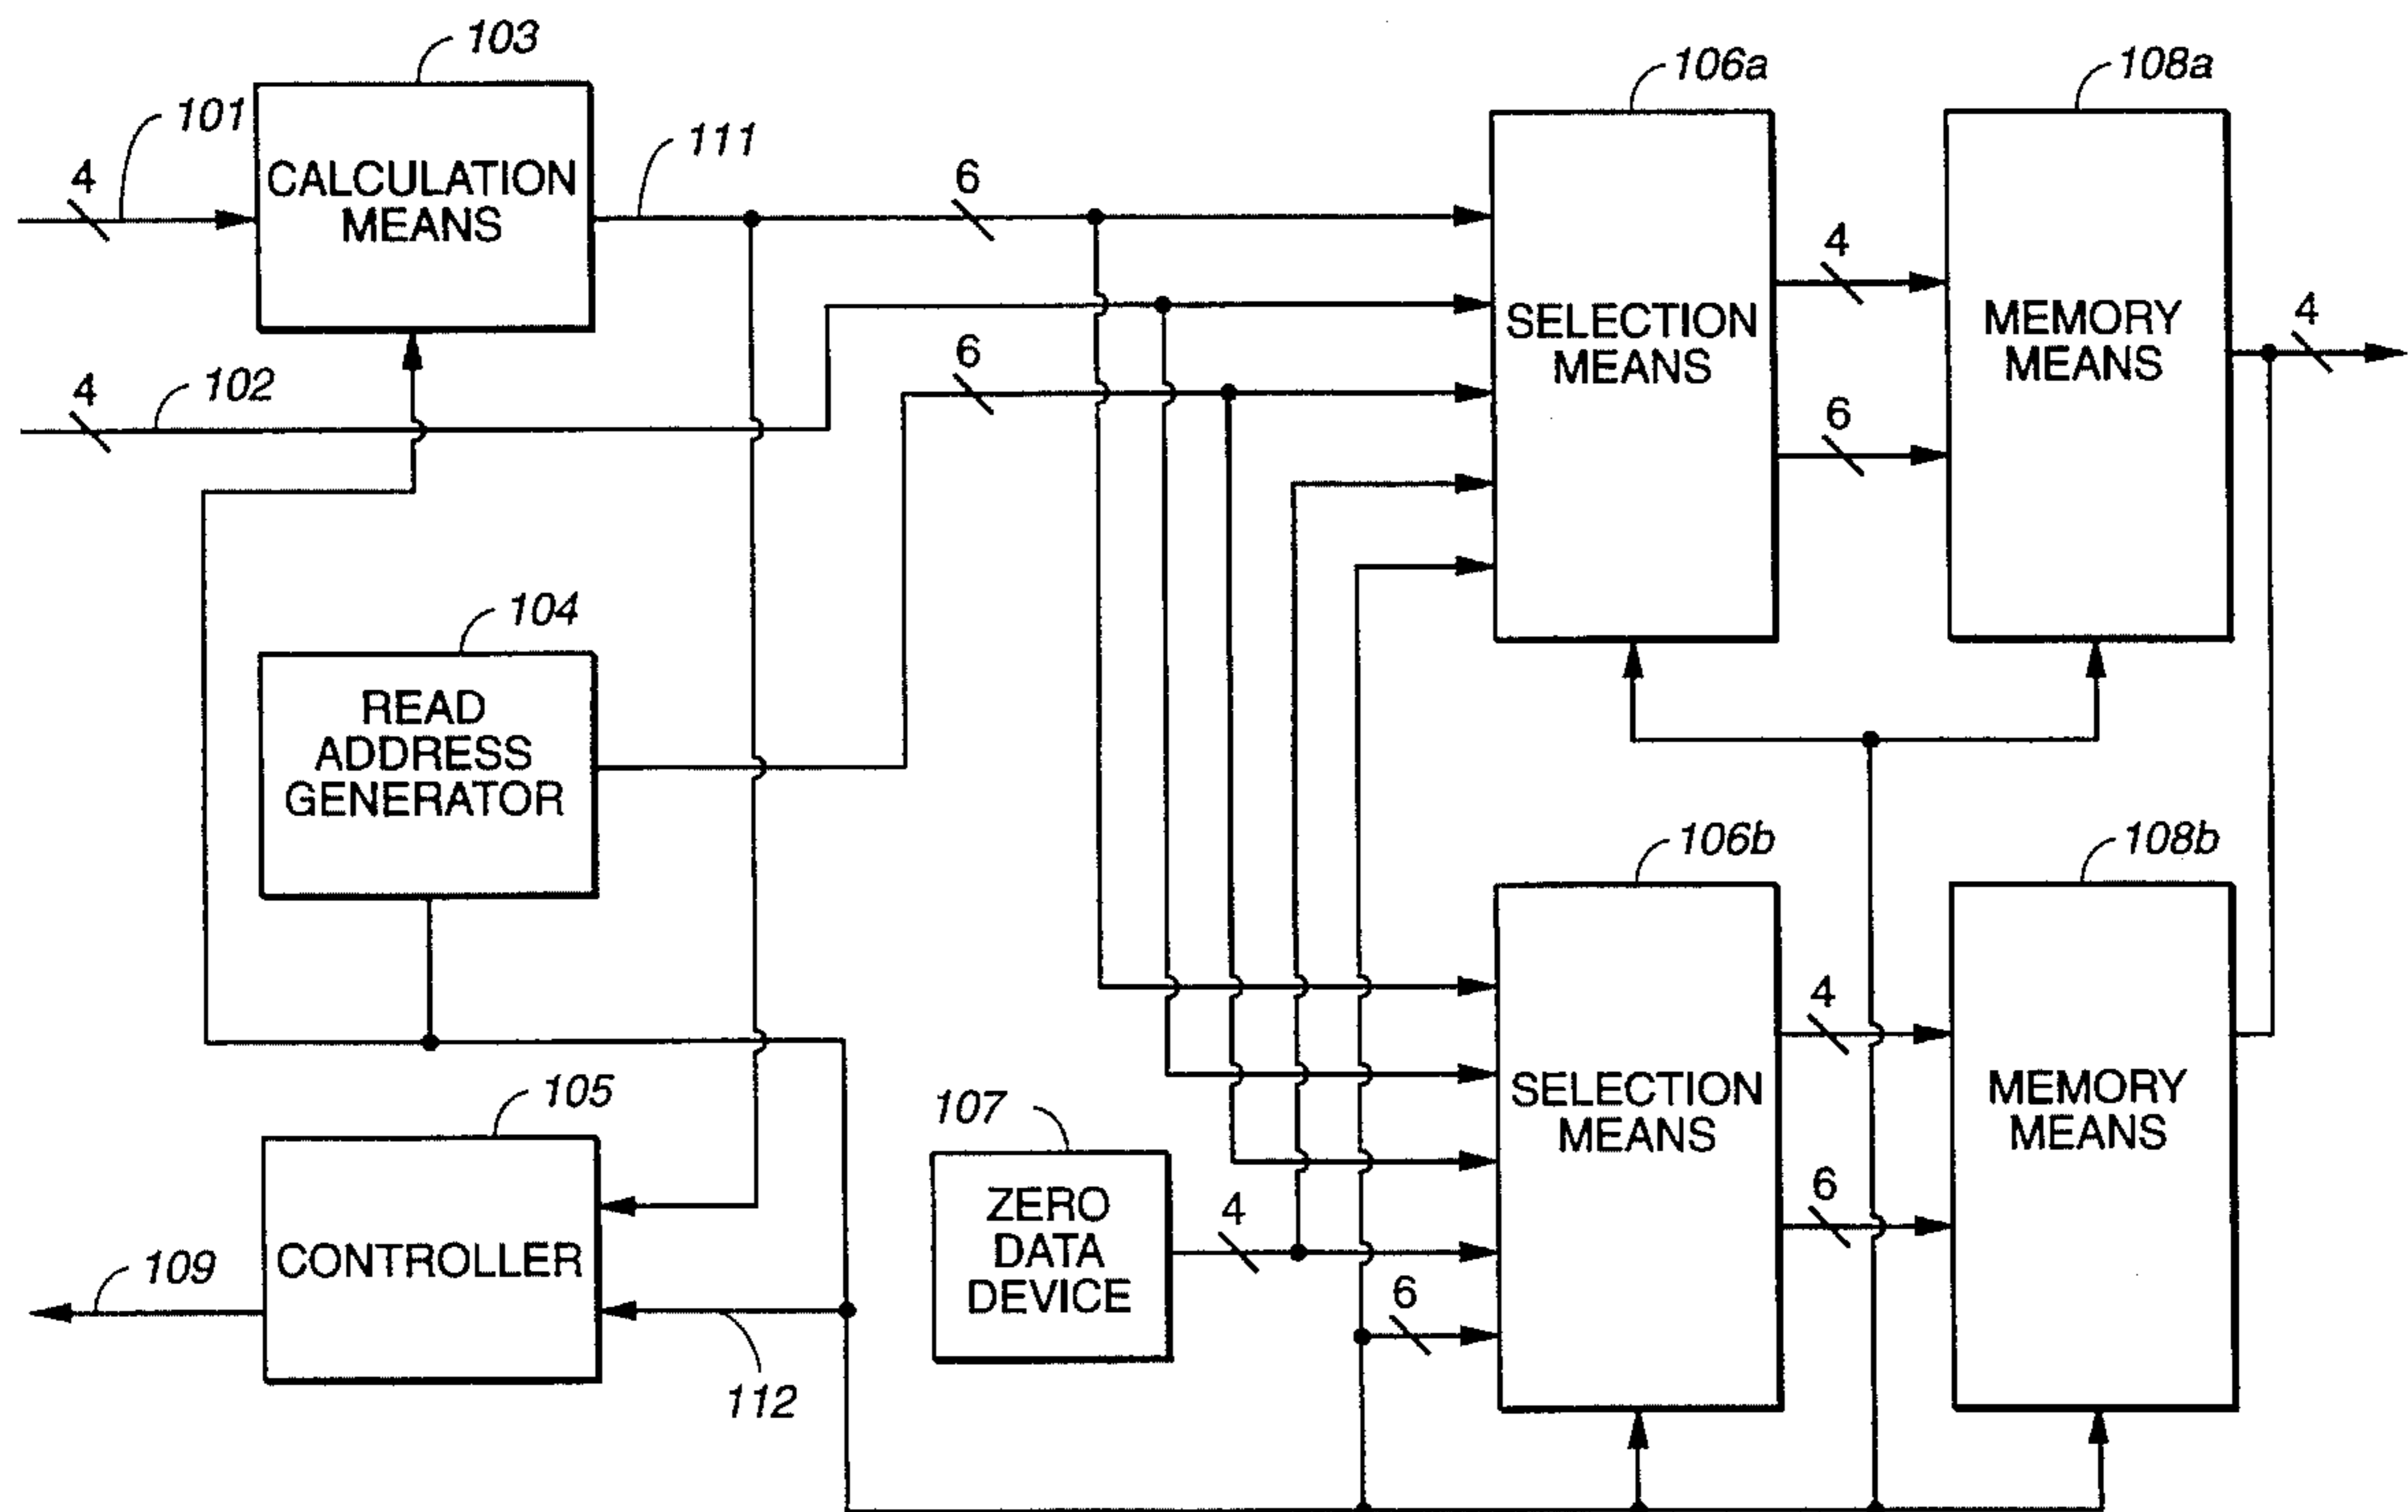 103
106a
108a
101
111
4
CALCULATION
MEANS
6
4
SELECTION
MEANS
MEMORY
MEANS
4
6
4
102
6
104
READ
ADDRESS
GENERATOR
106b
108b
4
105
107
SELECTION
MEANS
MEMORY
MEANS
ZERO
DATA
DEVICE
4
6
CONTROLLER
109
6
112